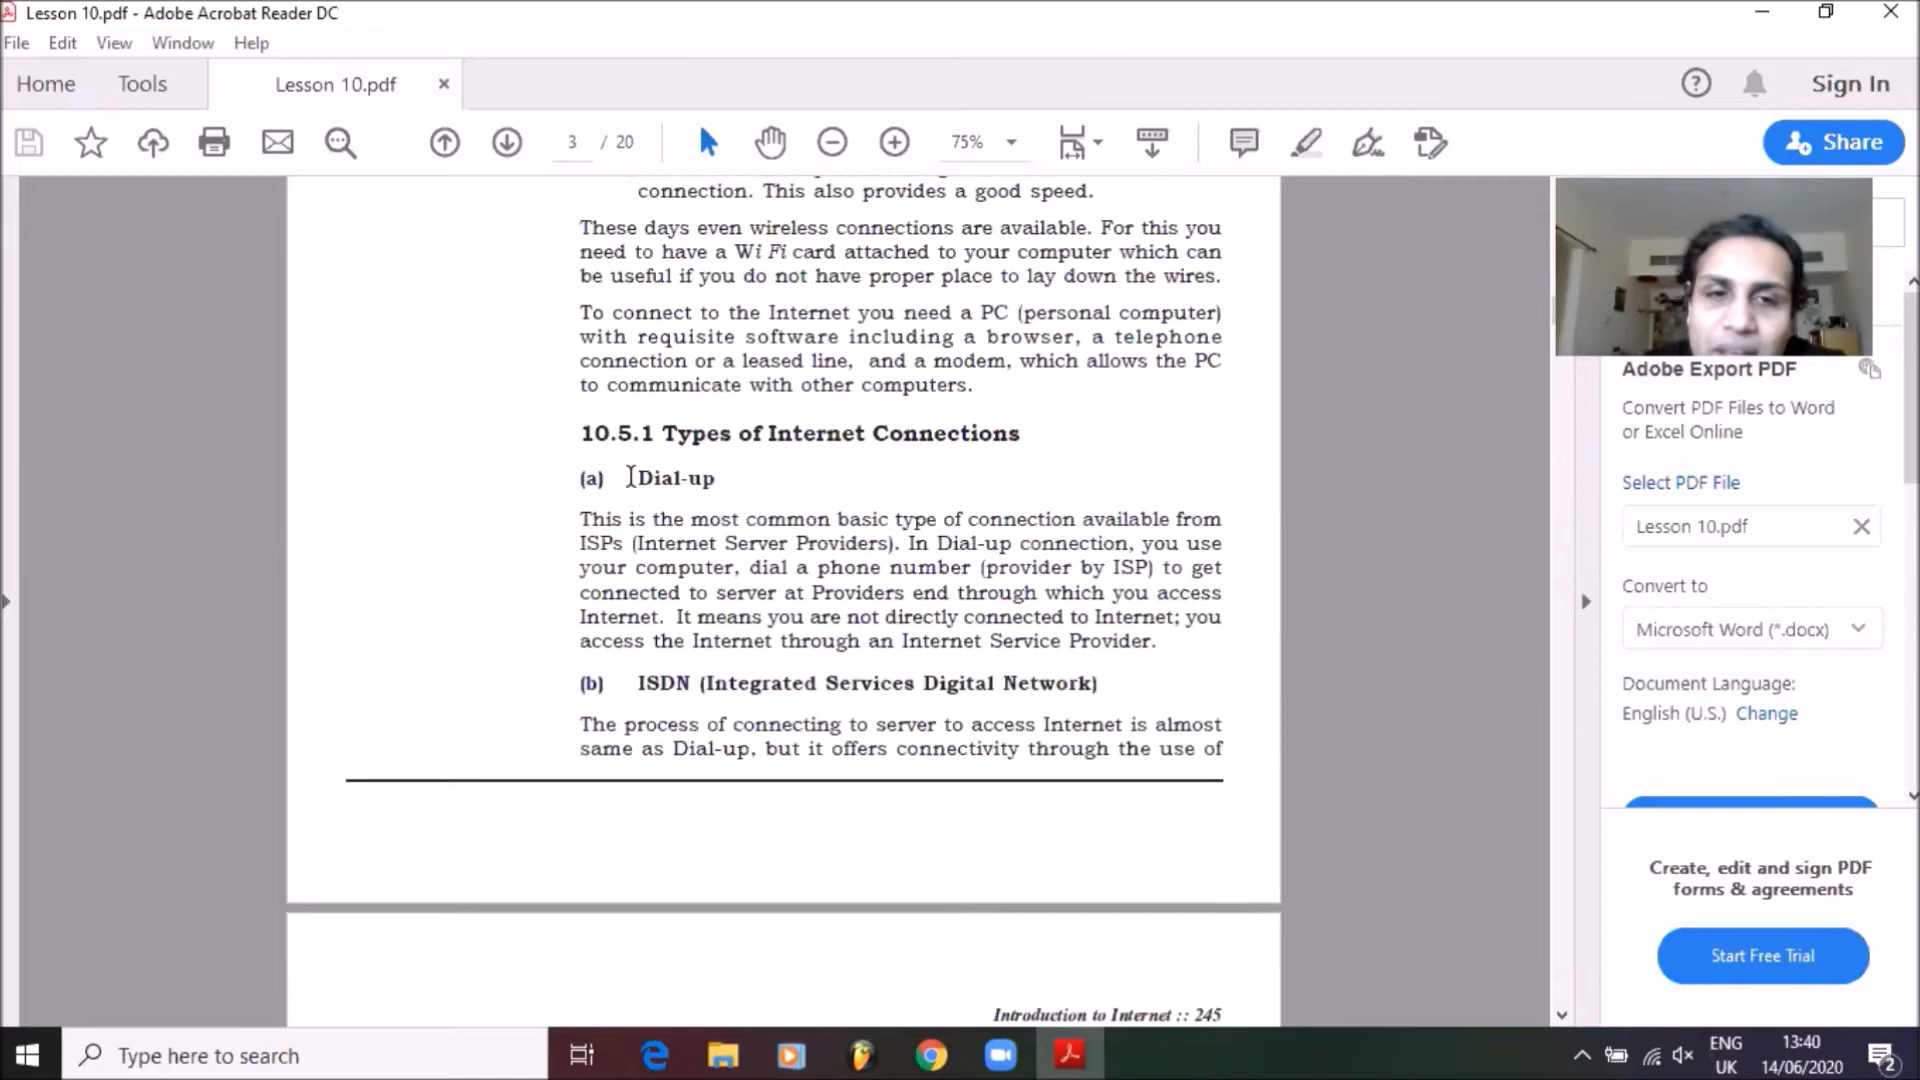 Lesson 10.pdf - Adobe Acrobat Reader DC
File Edit View Window Help
Home Tools Lesson 10.pdf × Sign In
3 / 20 75% Share
connection. This also provides a good speed.
These days even wireless connections are available. For this you
need to have a Wi Fi card attached to your computer which can
be useful if you do not have proper place to lay down the wires.
To connect to the Internet you need a PC (personal computer)
with requisite software including a browser, a telephone
connection or a leased line, and a modem, which allows the PC
to communicate with other computers.
10.5.1 Types of Internet Connections
(a) Dial-up
This is the most common basic type of connection available from
ISPs (Internet Server Providers). In Dial-up connection, you use
your computer, dial a phone number (provider by ISP) to get
connected to server at Providers end through which you access
Internet. It means you are not directly connected to Internet; you
access the Internet through an Internet Service Provider.
(b) ISDN (Integrated Services Digital Network)
The process of connecting to server to access Internet is almost
same as Dial-up, but it offers connectivity through the use of
Introduction to Internet :: 245
Adobe Export PDF
Convert PDF Files to Word
or Excel Online
Select PDF File
Lesson 10.pdf
Convert to
Microsoft Word (*.docx)
Document Language:
English (U.S.) Change
Create, edit and sign PDF
forms & agreements
Start Free Trial
Type here to search
ENG
UK
13:40
14/06/2020
2